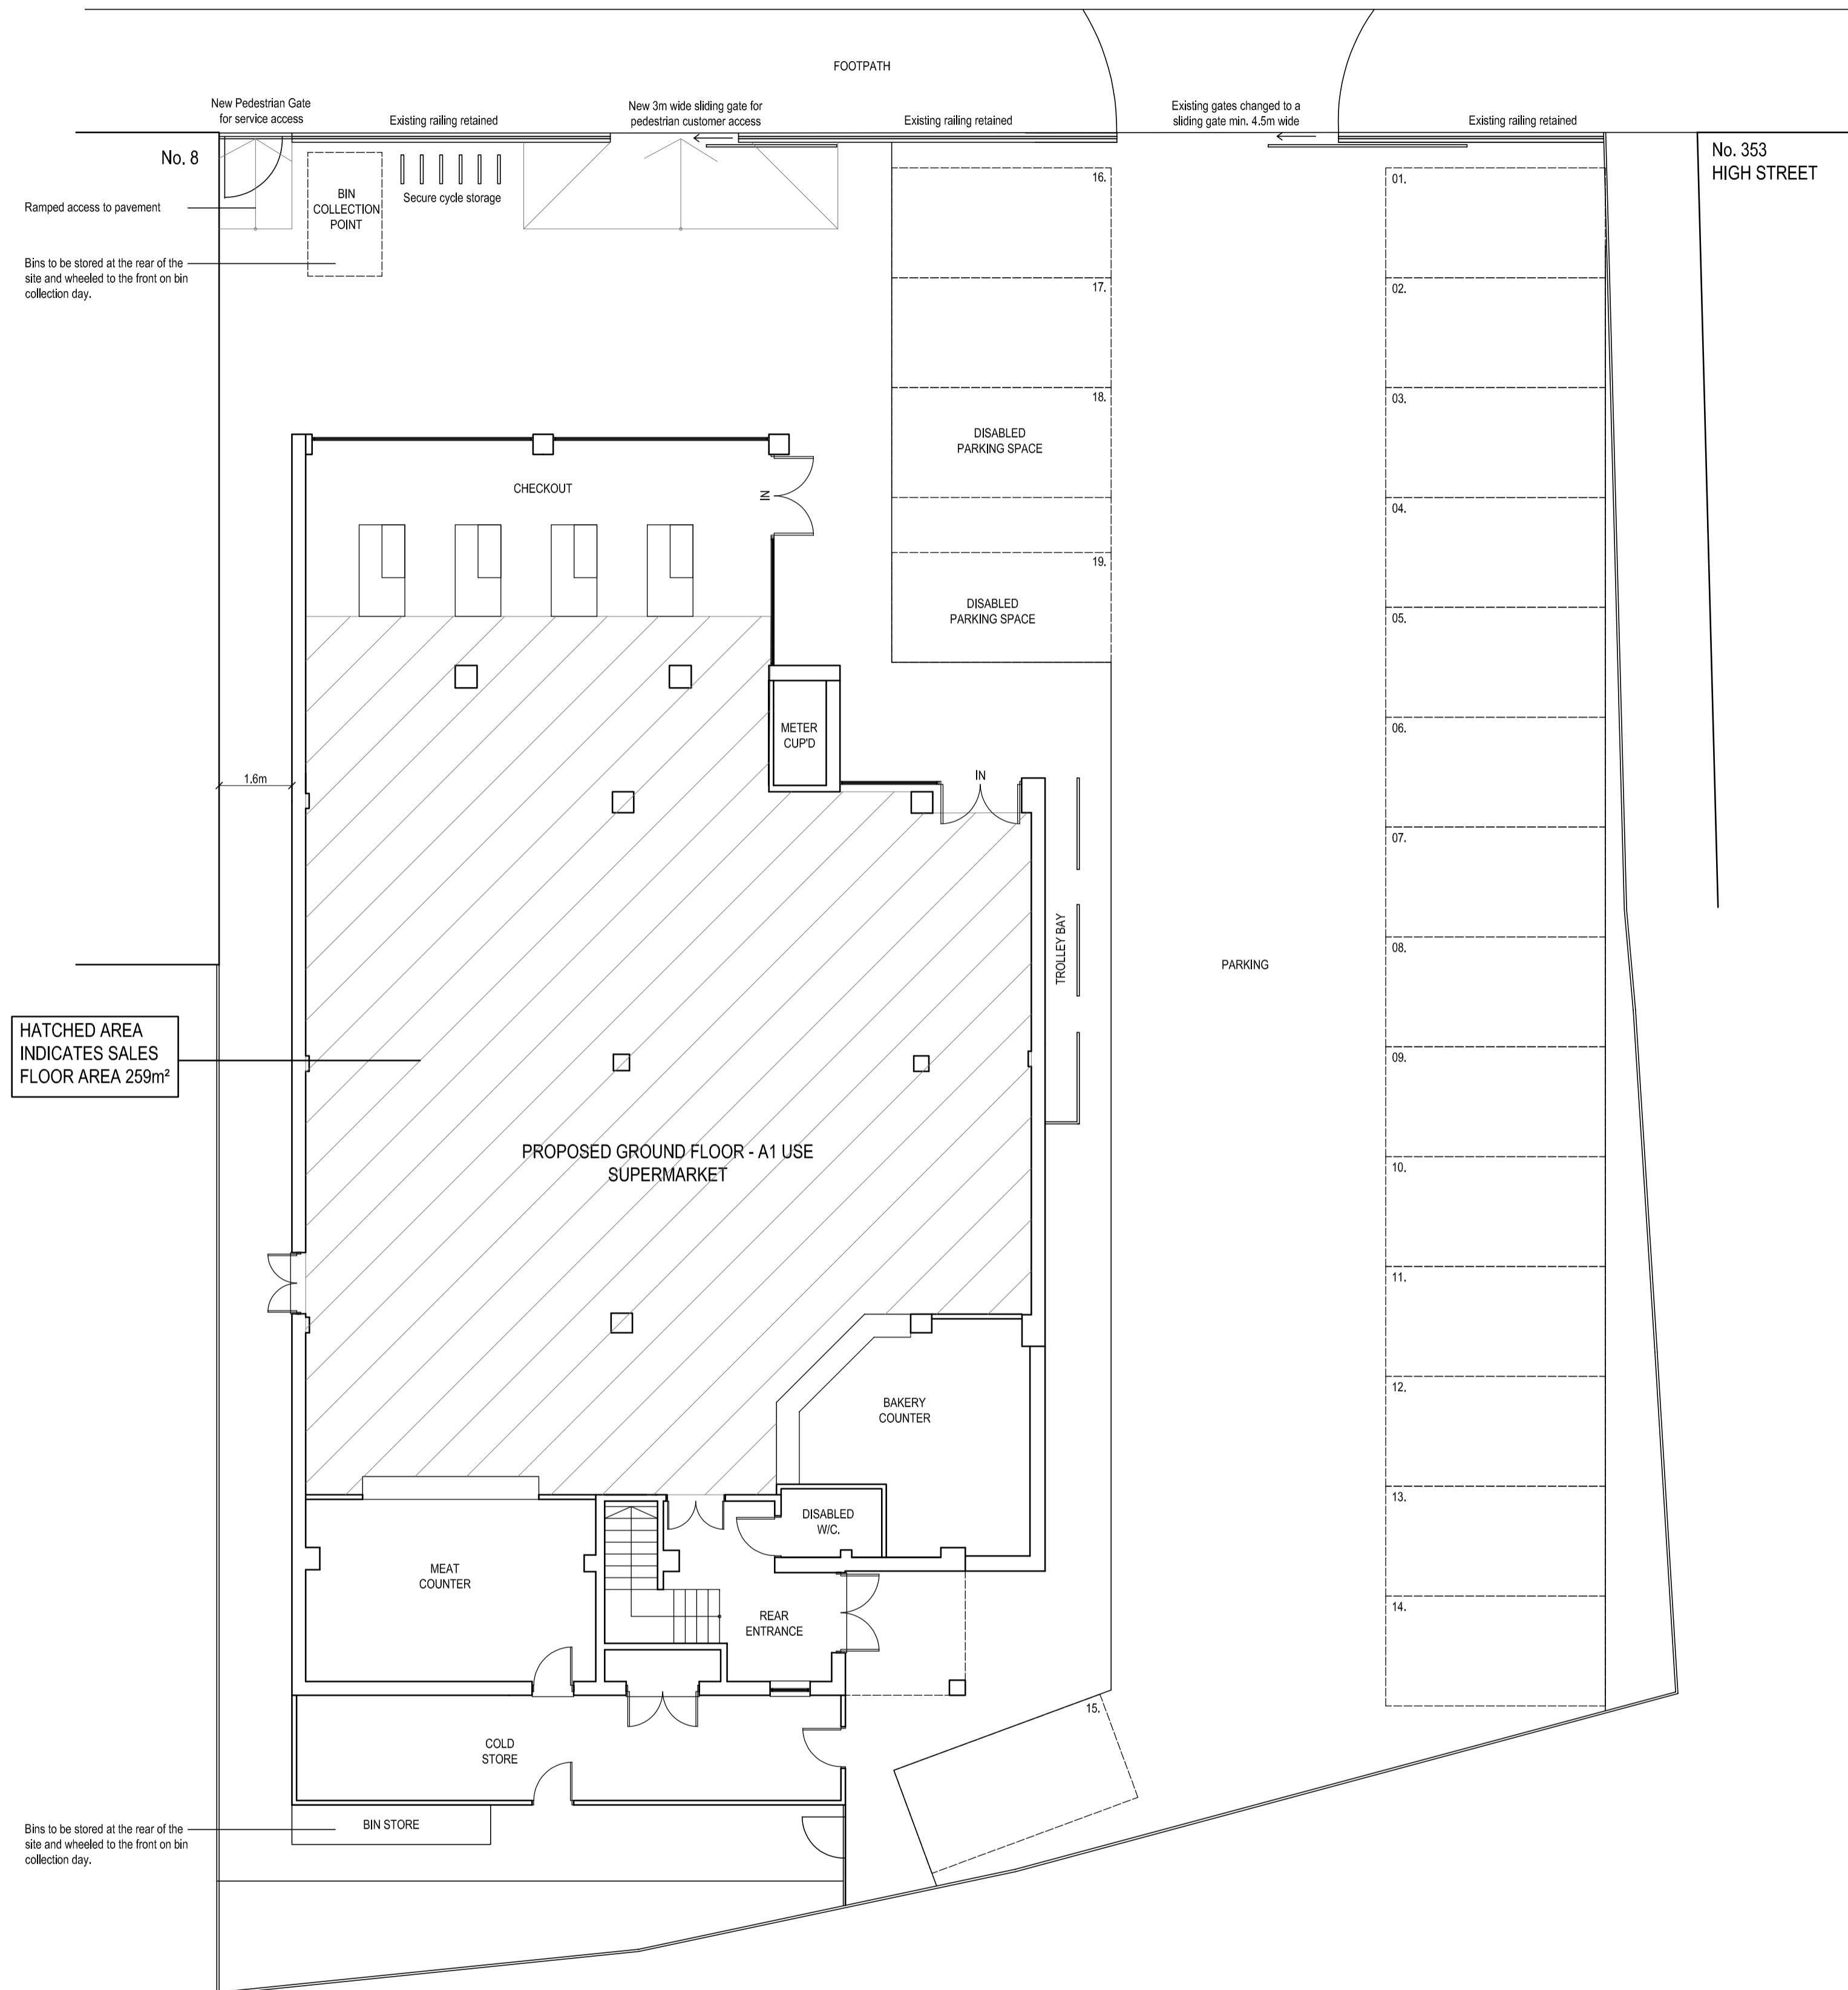 FOOTPATH
New Pedestrian Gate
for service access
Existing railing retained
New 3m wide sliding gate for
pedestrian customer access
Existing railing retained
Existing gates changed to a
sliding gate min. 4.5m wide
Existing railing retained
No. 8
No. 353
HIGH STREET
Ramped access to pavement
BIN
COLLECTION
POINT
Secure cycle storage
Bins to be stored at the rear of the
site and wheeled to the front on bin
collection day.
16.
17.
18.
DISABLED
PARKING SPACE
19.
DISABLED
PARKING SPACE
01.
02.
03.
04.
05.
06.
07.
08.
09.
10.
11.
12.
13.
14.
15.
CHECKOUT
IN
METER
CUP'D
1.6m
IN
TROLLEY BAY
PARKING
HATCHED AREA
INDICATES SALES
FLOOR AREA 259m²
PROPOSED GROUND FLOOR - A1 USE
SUPERMARKET
BAKERY
COUNTER
DISABLED
W/C.
MEAT
COUNTER
REAR
ENTRANCE
COLD
STORE
BIN STORE
Bins to be stored at the rear of the
site and wheeled to the front on bin
collection day.